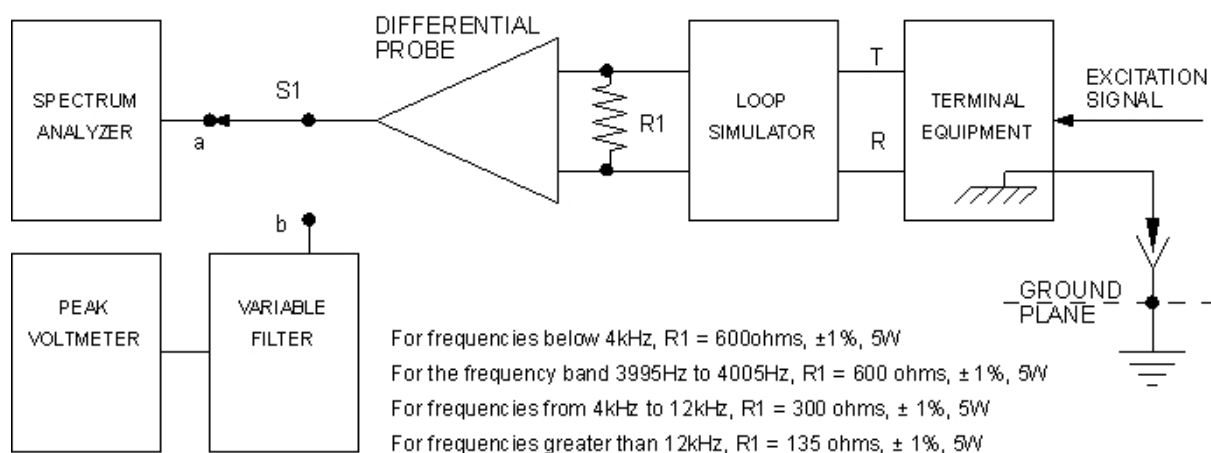 DIFFERENTIAL
PROBE
SPECTRUM
ANALYZER
S1
a
R1
LOOP
SIMULATOR
T
R
TERMINAL
EQUIPMENT
EXCITATION
SIGNAL
b
PEAK
VOLTMETER
VARIABLE
FILTER
GROUND
PLANE
For frequencies below 4kHz, R1 = 600ohms, ±1%, 5W
For the frequency band 3995Hz to 4005Hz, R1 = 600 ohms, ± 1%, 5W
For frequencies from 4kHz to 12kHz, R1 = 300 ohms, ± 1%, 5W
For frequencies greater than 12kHz, R1 = 135 ohms, ± 1%, 5W